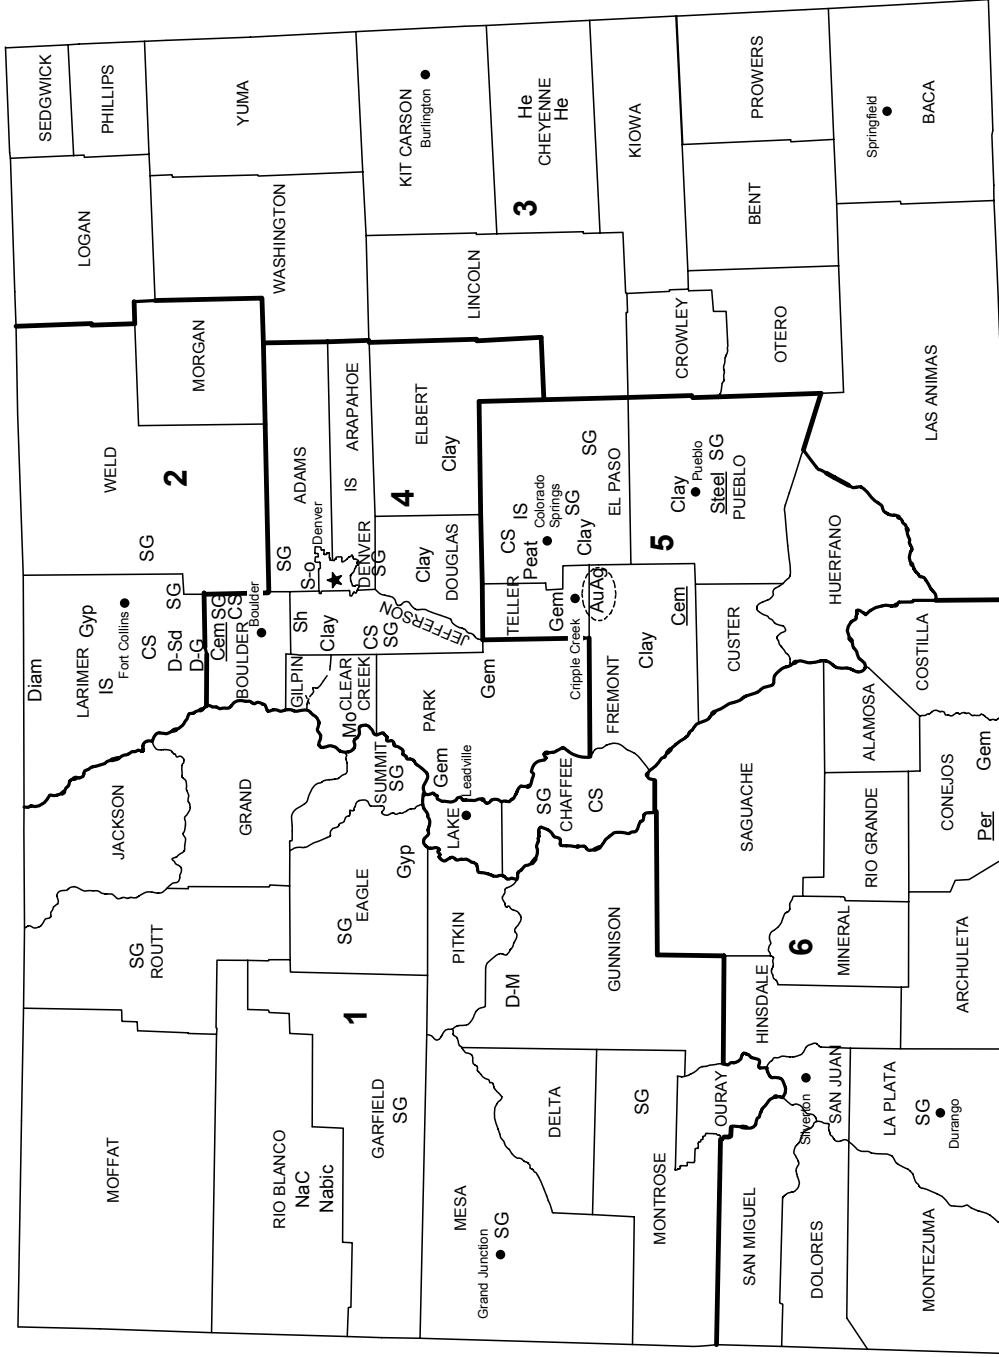 MOFFAT
SG
ROUTT
JACKSON
Diam
LARIMER Gyp
IS
Fort Collins
CS
D-Sd
D-G
SG
SG
WELD
2
MORGAN
LOGAN
SEDGWICK
PHILLIPS
YUMA
WASHINGTON
RIO BLANCO
NaC
Nabic
GRAND
Cem SG
BOULDER CS
Boulder
GILPIN
Sh
Clay
CS
SG
JEFFERSON
SG
ADAMS
S-o
Denver
DENVER
SG
IS ARAPAHOE
1
GARFIELD
SG
SG
EAGLE
Gyp
SUMMIT
SG
Mo CLEAR
CREEK
PARK
Gem
Gem
Clay
DOUGLAS
4
ELBERT
Clay
LINCOLN
KIT CARSON
Burlington
3
He
CHEYENNE
He
KIOWA
MESA
Grand Junction
SG
PITKIN
LAKE
Leadville
D-M
DELTA
GUNNISON
SG
CHAFFEE
CS
TELLER
Gem
Cripple Creek
AuAg
CS IS
Peat
Colorado
Springs
SG
Clay
SG
EL PASO
SG
MONTROSE
OURAY
FREMONT
Clay
Cem
5
Clay
Pueblo
Steel SG
PUEBLO
CROWLEY
OTERO
BENT
PROWERS
SAN MIGUEL
DOLORES
HINSDALE
Silverton
SAN JUAN
SAGUACHE
CUSTER
HUERFANO
6
MINERAL
RIO GRANDE
ALAMOSA
COSTILLA
LAS ANIMAS
Springfield
BACA
MONTEZUMA
LA PLATA
SG
Durango
ARCHULETA
CONEJOS
Per Gem